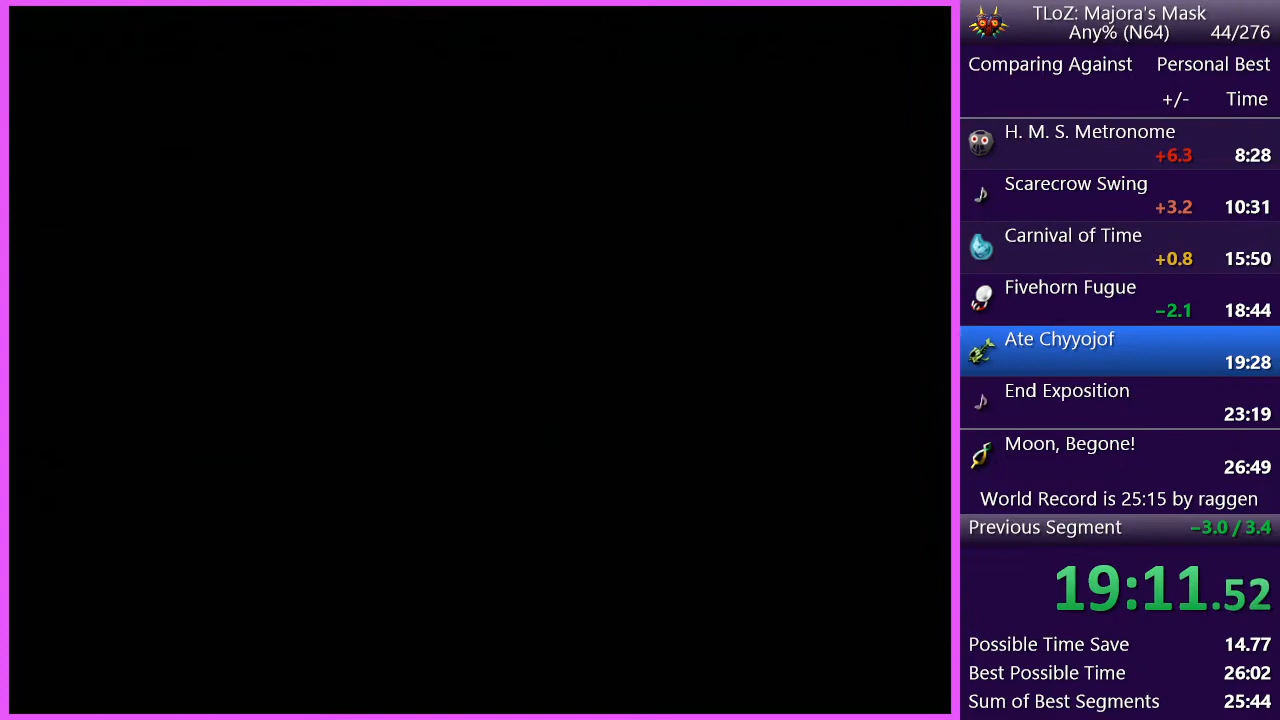 TLoZ: Majora's Mask
Any% (N64) 44/276
Comparing Against Personal Best
+/- Time
H. M. S. Metronome
+6.3 8:28
Scarecrow Swing
+3.2 10:31
Carnival of Time
+0.8 15:50
Fivehorn Fugue
−2.1 18:44
Ate Chyyojof
19:28
End Exposition
23:19
Moon, Begone!
26:49
World Record is 25:15 by raggen
Previous Segment −3.0 / 3.4
19:11.52
Possible Time Save 14.77
Best Possible Time 26:02
Sum of Best Segments 25:44